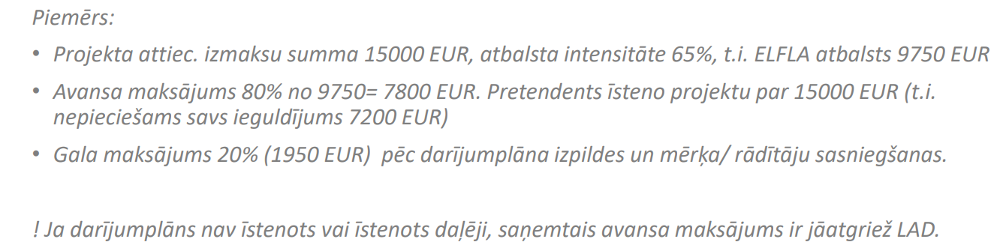 Piemērs:
• Projekta attiec. izmaksu summa 15000 EUR, atbalsta intensitāte 65%, t.i. ELFLA atbalsts 9750 EUR
• Avansa maksājums 80% no 9750= 7800 EUR. Pretendents īsteno projektu par 15000 EUR (t.i.
nepieciešams savs ieguldījums 7200 EUR)
• Gala maksājums 20% (1950 EUR)  pēc darījumplāna izpildes un mērķa/ rādītāju sasniegšanas.
! Ja darījumplāns nav īstenots vai īstenots daļēji, saņemtais avansa maksājums ir jāatgriež LAD.